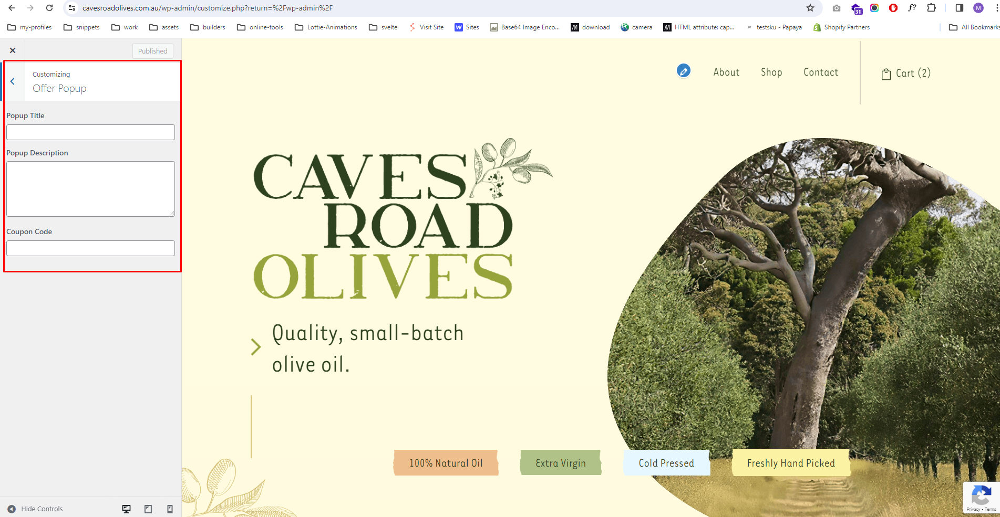 cavesroadolives.com.au/wp-admin/customize.php?return=%2Fwp-admin%2F
31
f?
M
my-profiles
snippets
work
assets
builders
online-tools
Lottie-Animations
svelte
Visit Site
W
Sites
Base64 Image Enco...
M
download
camera
M
HTML attribute: cap...
P
testsku - Papaya
Shopify Partners
All Bookmarks
Published
Customizing
Offer Popup
Popup Title
Popup Description
Coupon Code
About
Shop
Contact
Cart (2)
CAVES
ROAD
OLIVES
Quality, small-batch
olive oil.
100% Natural Oil
Extra Virgin
Cold Pressed
Freshly Hand Picked
Hide Controls
Privacy - Terms